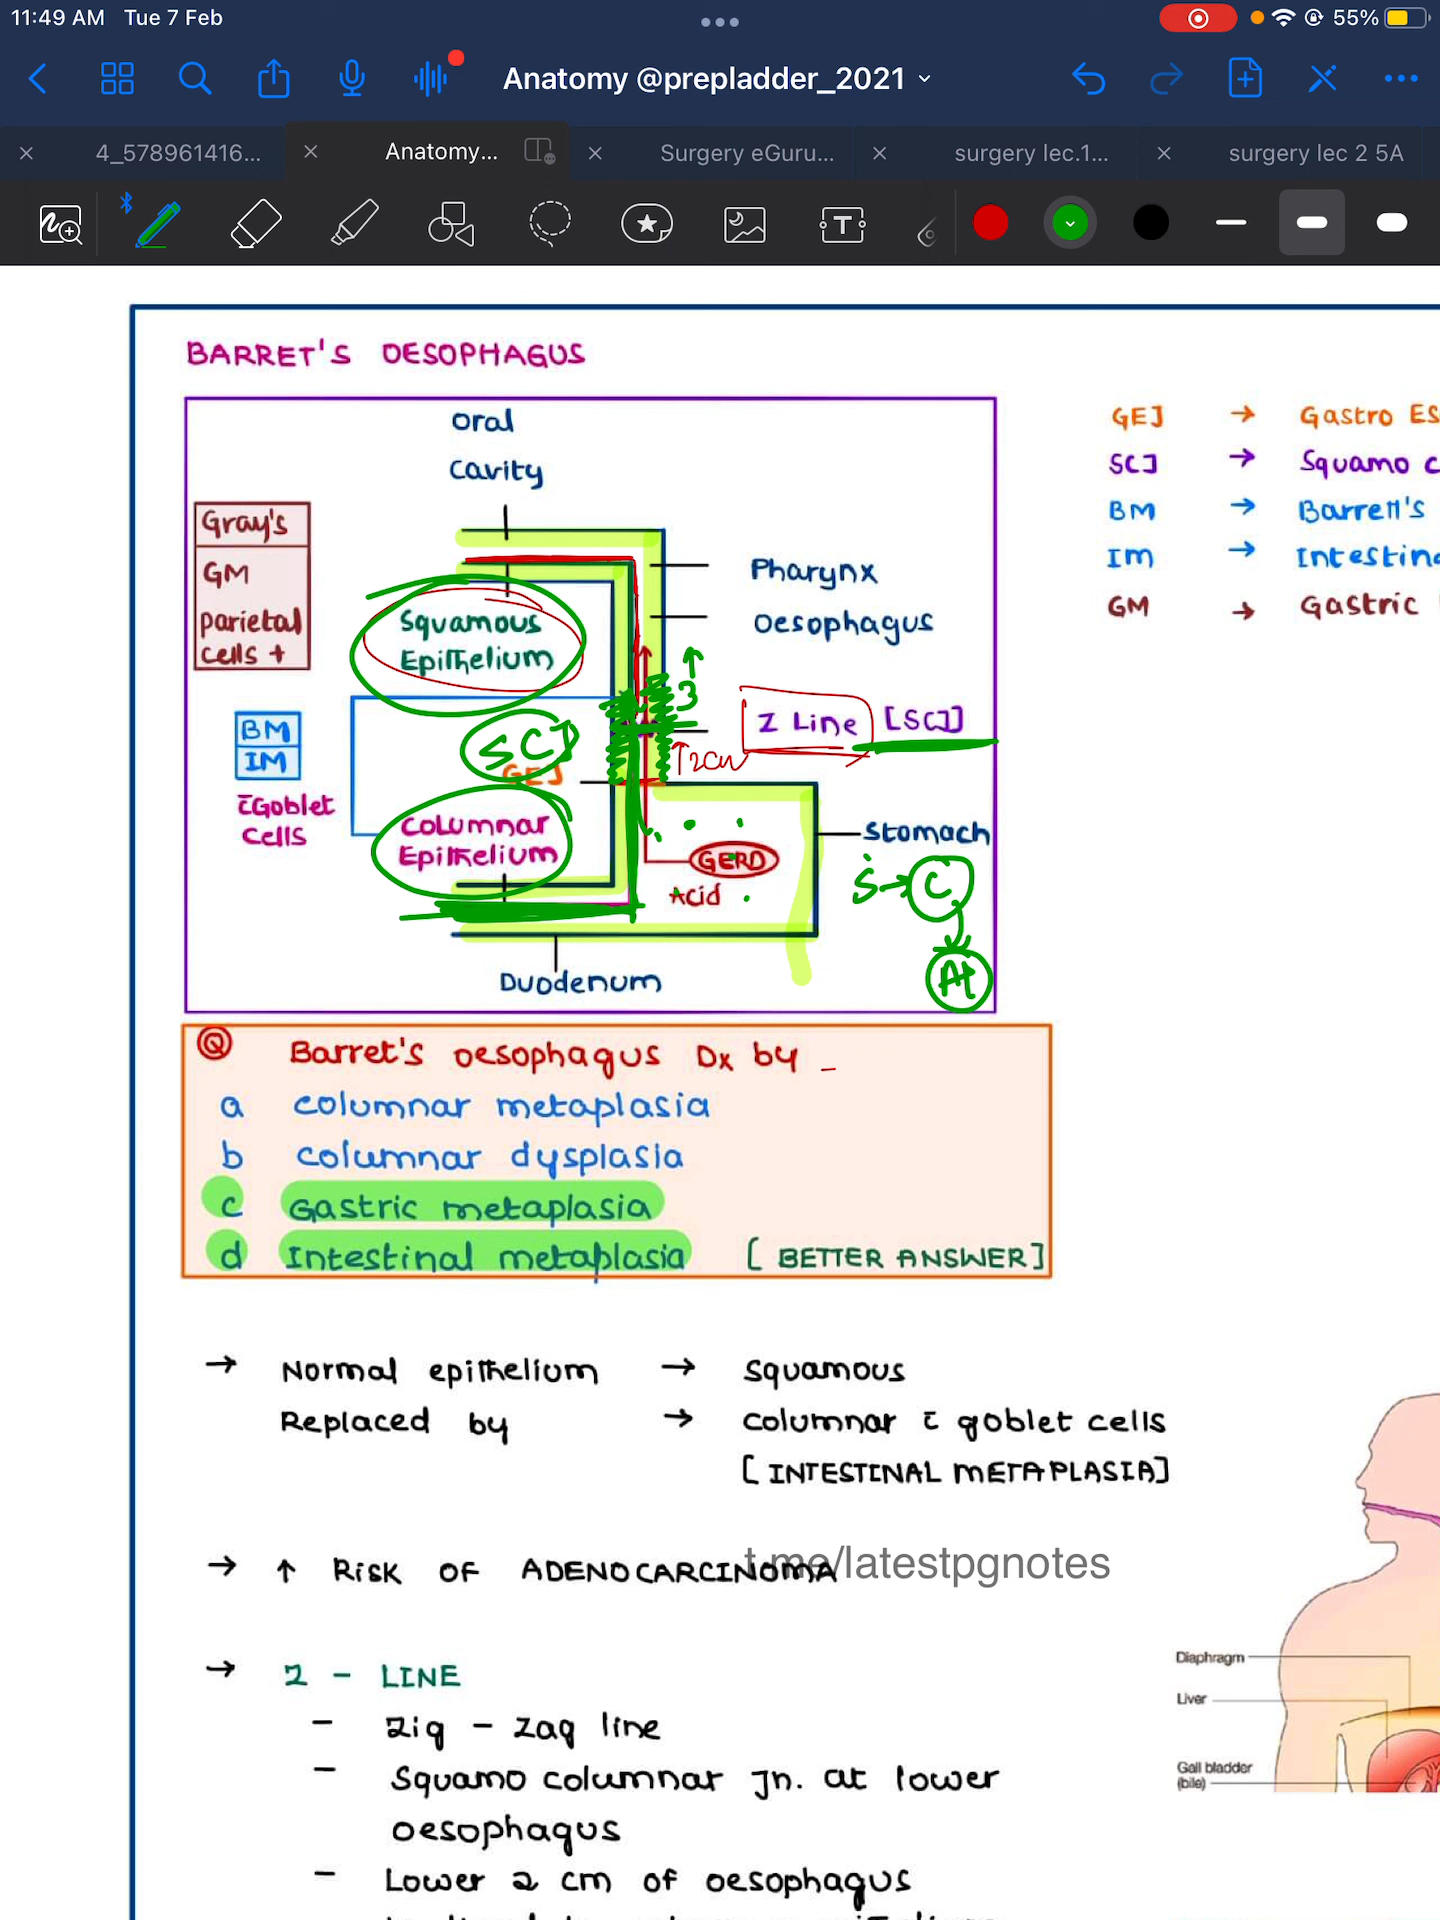 11:49 AM Tue 7 Feb
55%
Anatomy @prepladder_2021
4_578961416...
Anatomy...
Surgery eGuru...
surgery lec.1...
surgery lec 2 5A
T
BARRET'S OESOPHAGUS
Oral
Cavity
Gray's
GM
Parietal
cells +
Squamous
Epithelium
Pharynx
Oesophagus
3
Z Line [SCJ]
BM
IM
SCJ
GEJ
↑2cm
c̄ Goblet
cells
Columnar
Epithelium
Stomach
GERD
Acid
S → C
At
Duodenum
GEJ → Gastro Es
SCJ → Squamo c
BM → Barrett's
IM → Intestin
GM → Gastric
Q Barret's oesophagus Dx by _
a columnar metaplasia
b columnar dysplasia
c Gastric metaplasia
d Intestinal metaplasia [BETTER ANSWER]
→ Normal epithelium → Squamous
Replaced by → columnar c̄ goblet cells
[INTESTINAL METAPLASIA]
→ ↑ Risk OF ADENOCARCINOMA
t.me/latestpgnotes
→ Z - LINE
- Zig - Zag line
- Squamo columnar Jn. at lower
oesophagus
- Lower 2 cm of oesophagus
Diaphragm
Liver
Gall bladder
(bile)